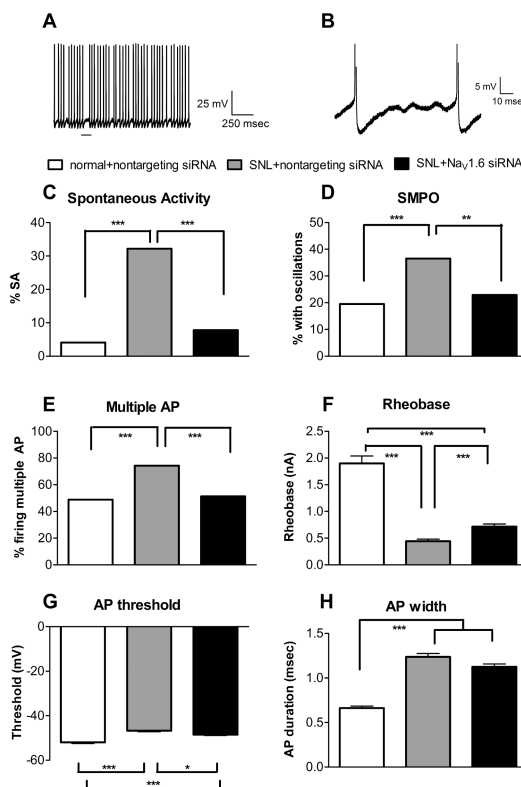 A
B
25 mV
250 msec
5 mV
10 msec
normal+nontargeting siRNA
SNL+nontargeting siRNA
SNL+NaV1.6 siRNA
C
Spontaneous Activity
% SA
40
30
20
10
0
***
***
D
SMPO
% with oscillations
50
40
30
20
10
0
***
**
E
Multiple AP
% firing multiple AP
100
80
60
40
20
0
***
***
F
Rheobase
Rheobase (nA)
2.5
2.0
1.5
1.0
0.5
0.0
***
***
***
G
AP threshold
Threshold (mV)
0
-20
-40
-60
***
*
***
H
AP width
AP duration (msec)
1.5
1.0
0.5
0.0
***